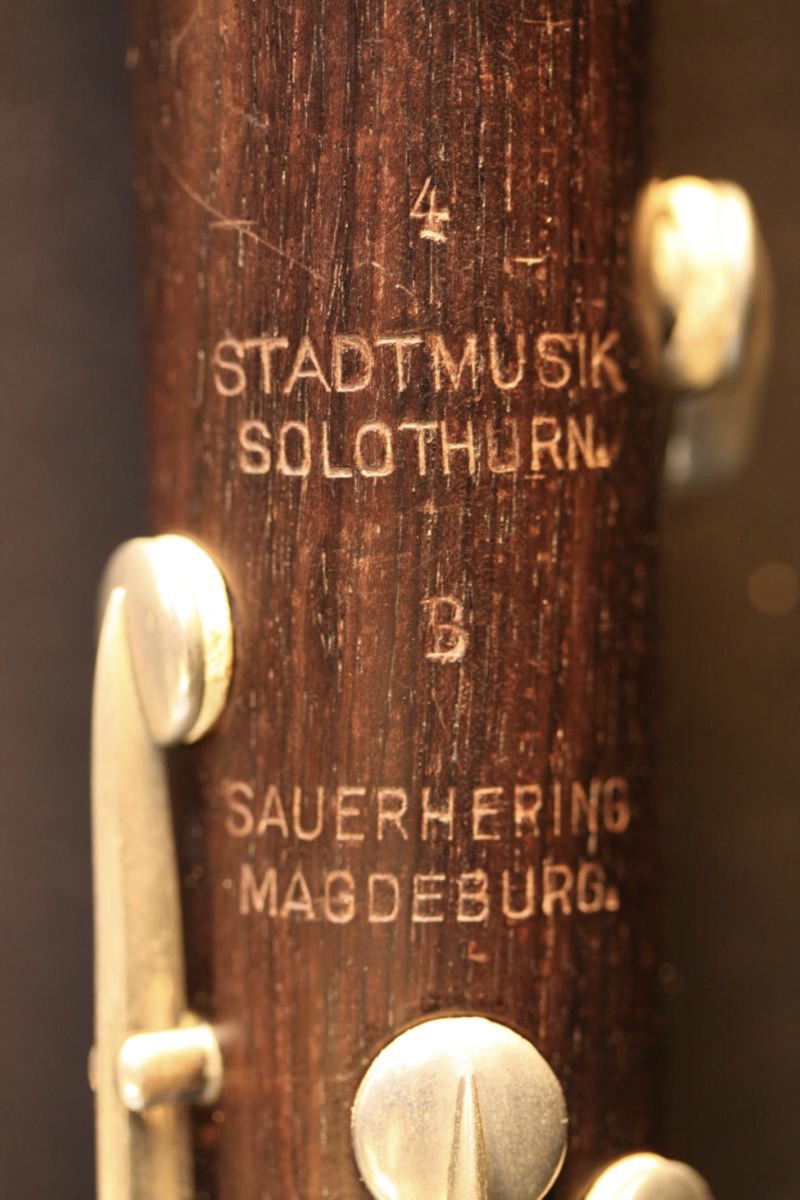 4
STADTMUSIK
SOLOTHURN.
B
SAUERHERING
MAGDEBURG.